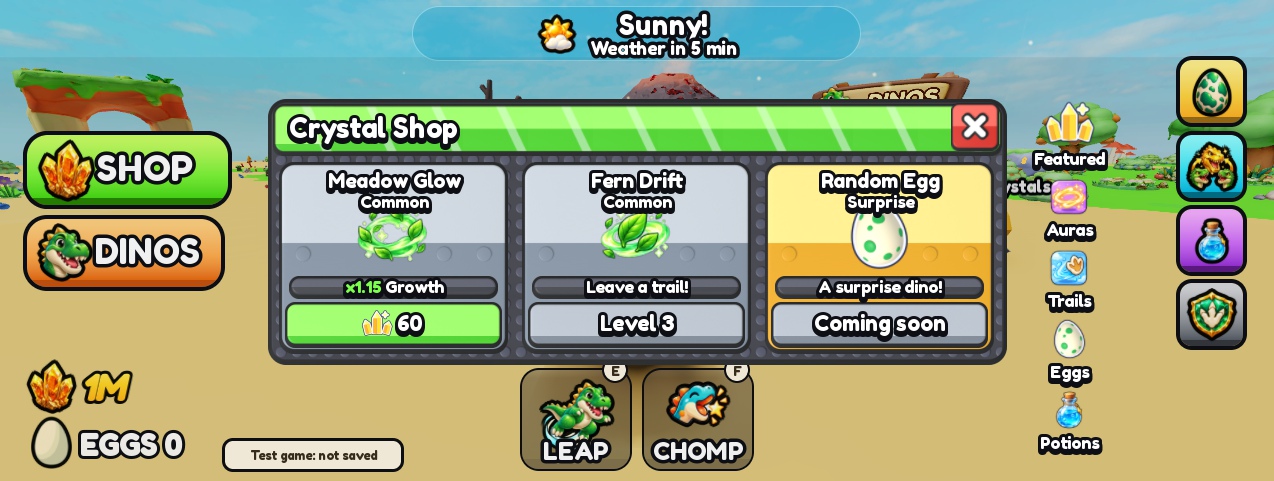 Sunny!
Weather in 5 min
DINOS
Crystal Shop
SHOP
DINOS
Meadow Glow
Common
x1.15 Growth
60
Fern Drift
Common
Leave a trail!
Level 3
Random Egg
Surprise
A surprise dino!
Coming soon
Featured
ystals
Auras
Trails
Eggs
Potions
1M
EGGS 0
Test game: not saved
E
LEAP
F
CHOMP